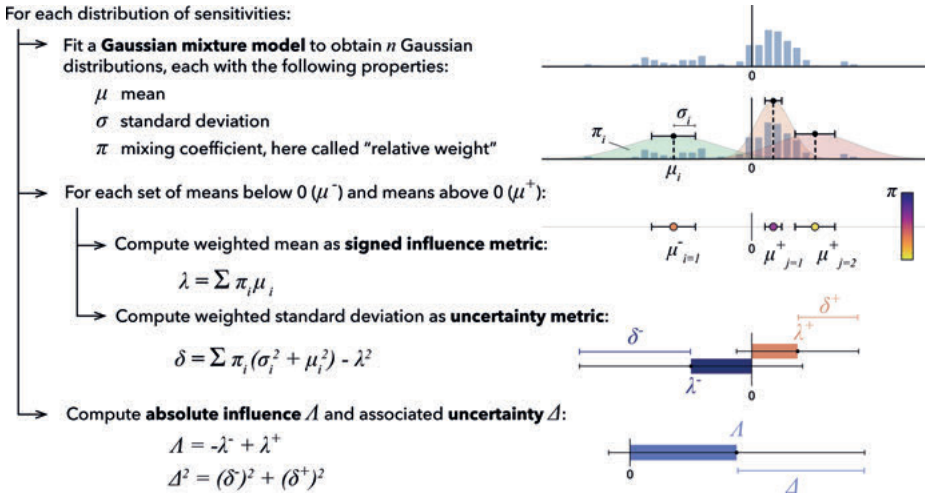 For each distribution of sensitivities:
Fit a Gaussian mixture model to obtain n Gaussian
distributions, each with the following properties:
μ mean
σ standard deviation
π mixing coefficient, here called “relative weight”
0
π_i
σ_i
μ_i
0
For each set of means below 0 (μ⁻) and means above 0 (μ⁺):
π
μ⁻_{i=1}
0
μ⁺_{j=1}
μ⁺_{j=2}
Compute weighted mean as signed influence metric:
λ = Σ π_i μ_i
Compute weighted standard deviation as uncertainty metric:
δ = Σ π_i (σ_i² + μ_i²) - λ²
δ⁺
λ⁺
δ⁻
λ⁻
0
Compute absolute influence Λ and associated uncertainty Δ:
Λ = -λ⁻ + λ⁺
Δ² = (δ⁻)² + (δ⁺)²
Λ
0
Δ